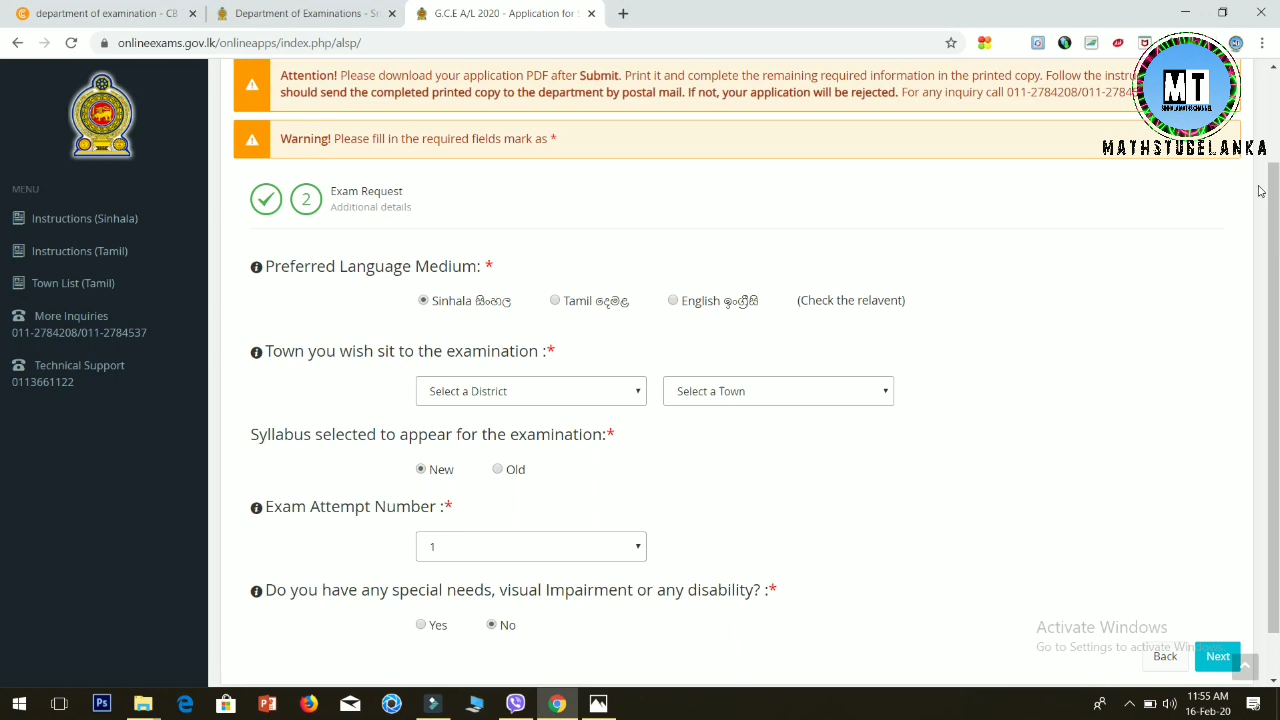 department of examination - CB
Department of Examinations - Sr
G.C.E A/L 2020 - Application for S
onlineexams.gov.lk/onlineapps/index.php/alsp/
Attention! Please download your application PDF after Submit. Print it and complete the remaining required information in the printed copy. Follow the instru
should send the completed printed copy to the department by postal mail. If not, your application will be rejected. For any inquiry call 011-2784208/011-2784
Warning! Please fill in the required fields mark as *
MT
MATHSTUBELANKA
MENU
Instructions (Sinhala)
Instructions (Tamil)
Town List (Tamil)
More Inquiries
011-2784208/011-2784537
Technical Support
0113661122
2
Exam Request
Additional details
Preferred Language Medium: *
Sinhala සිංහල
Tamil දෙමළ
English ඉංග්‍රීසි
(Check the relavent)
Town you wish sit to the examination :*
Select a District
Select a Town
Syllabus selected to appear for the examination:*
New
Old
Exam Attempt Number :*
1
Do you have any special needs, visual Impairment or any disability? :*
Yes
No
Activate Windows
Go to Settings to activate Windows.
Back
Next
Ps
11:55 AM
16-Feb-20